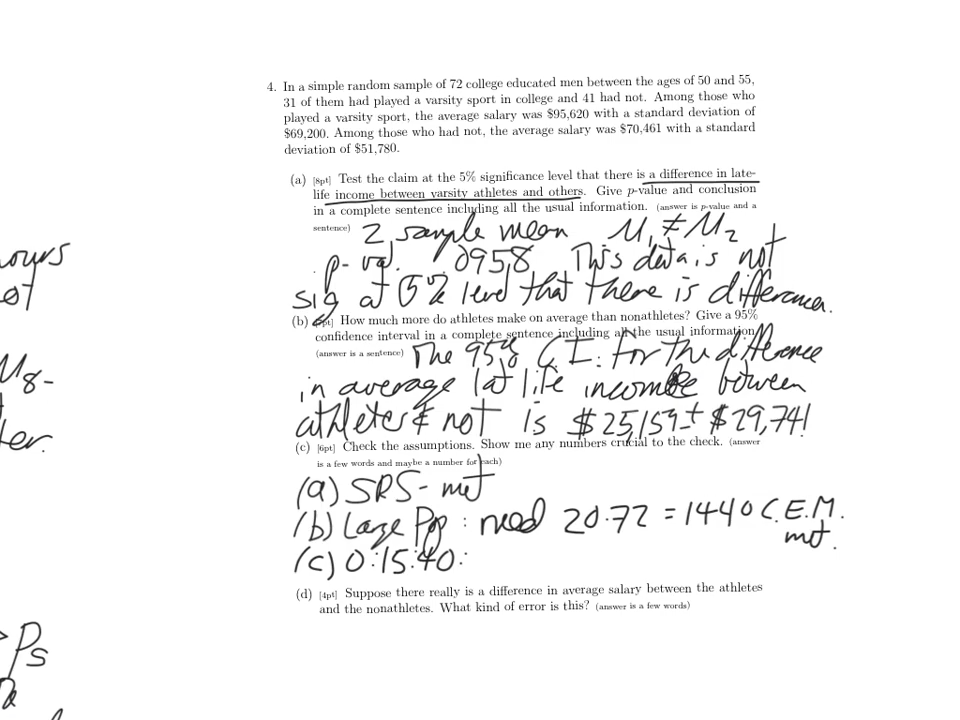 4. In a simple random sample of 72 college educated men between the ages of 50 and 55,
31 of them had played a varsity sport in college and 41 had not. Among those who
played a varsity sport, the average salary was $95,620 with a standard deviation of
$69,200. Among those who had not, the average salary was $70,461 with a standard
deviation of $51,780.
(a) [8pt] Test the claim at the 5% significance level that there is a difference in late-
life income between varsity athletes and others. Give p-value and conclusion
in a complete sentence including all the usual information. (answer is p-value and a
sentence) 2 sample mean M₁ ≠ M₂
p-val. .0958 This data is not
sig at 5% level that there is difference.
(b) How much more do athletes make on average than nonathletes? Give a 95%
confidence interval in a complete sentence including all the usual information
(answer is a sentence) The 95% C.I. for the difference
in average lat life income between
athletes & not is $25,159 ± $29,741
(c) [6pt] Check the assumptions. Show me any numbers crucial to the check. (answer
is a few words and maybe a number for each)
(a) SRS - met
(b) Large Pop : need 20·72 = 1440 C.E.M.
met.
(c) 0:15:40:
(d) [4pt] Suppose there really is a difference in average salary between the athletes
and the nonathletes. What kind of error is this? (answer is a few words)
ours
ot
M8-
ter.
Ps